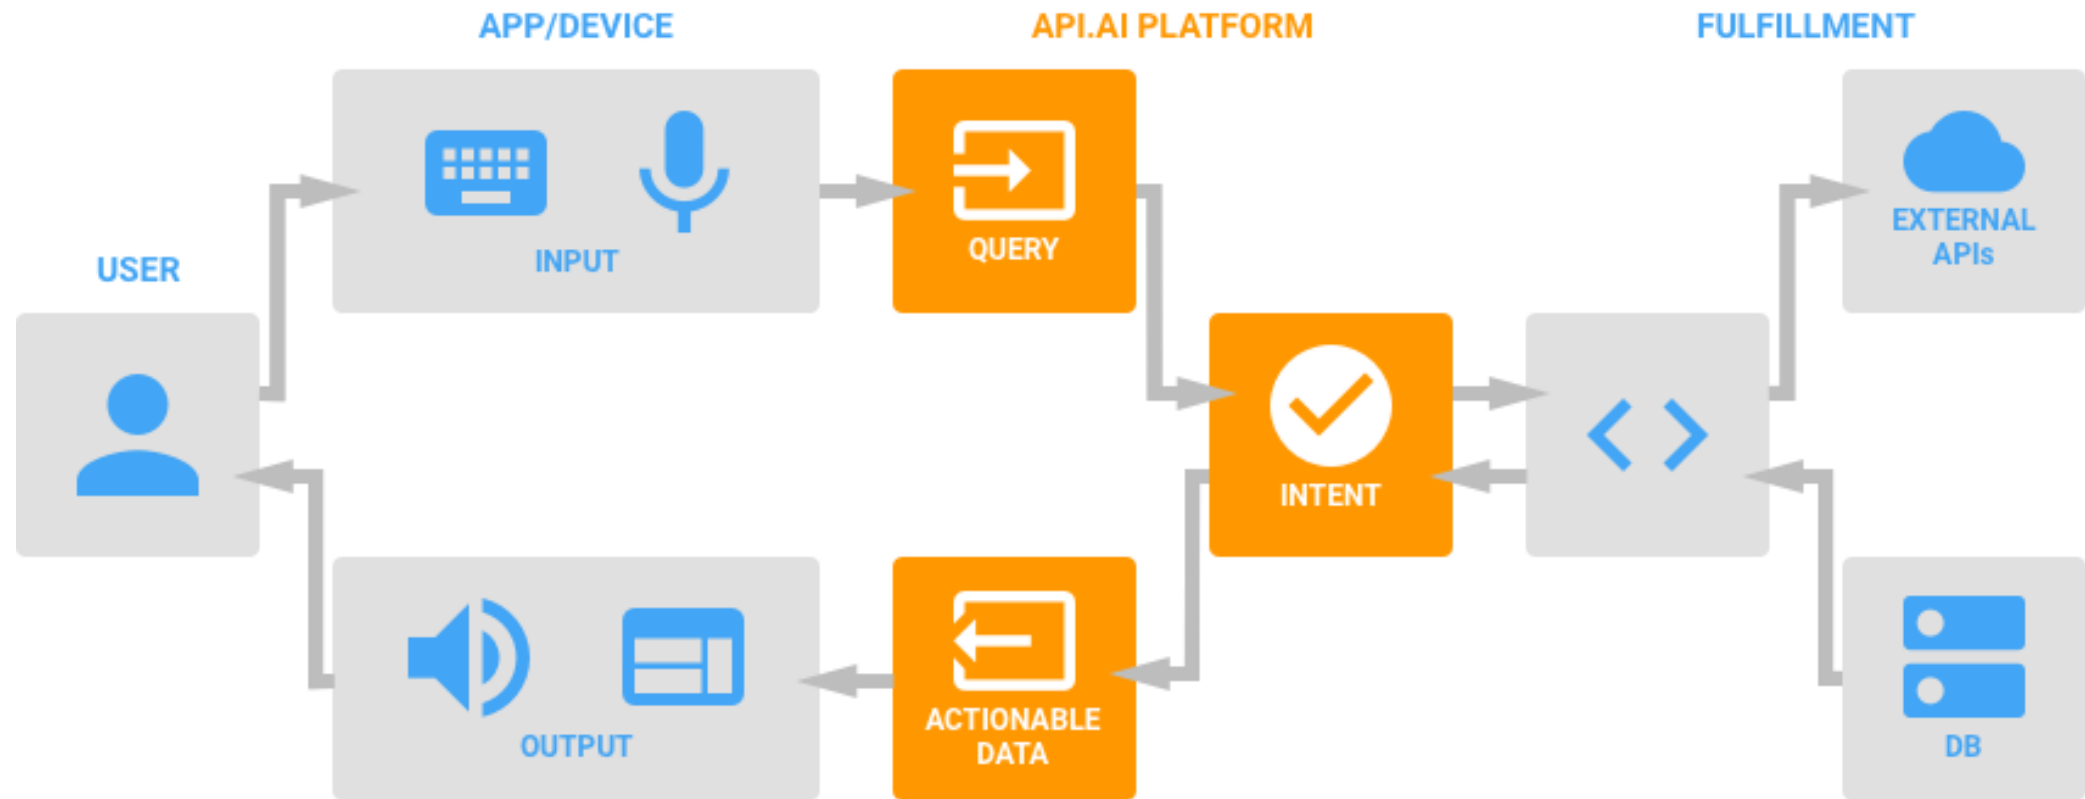 APP/DEVICE
API.AI PLATFORM
FULFILLMENT
USER
INPUT
QUERY
EXTERNAL
APIs
INTENT
OUTPUT
ACTIONABLE
DATA
DB